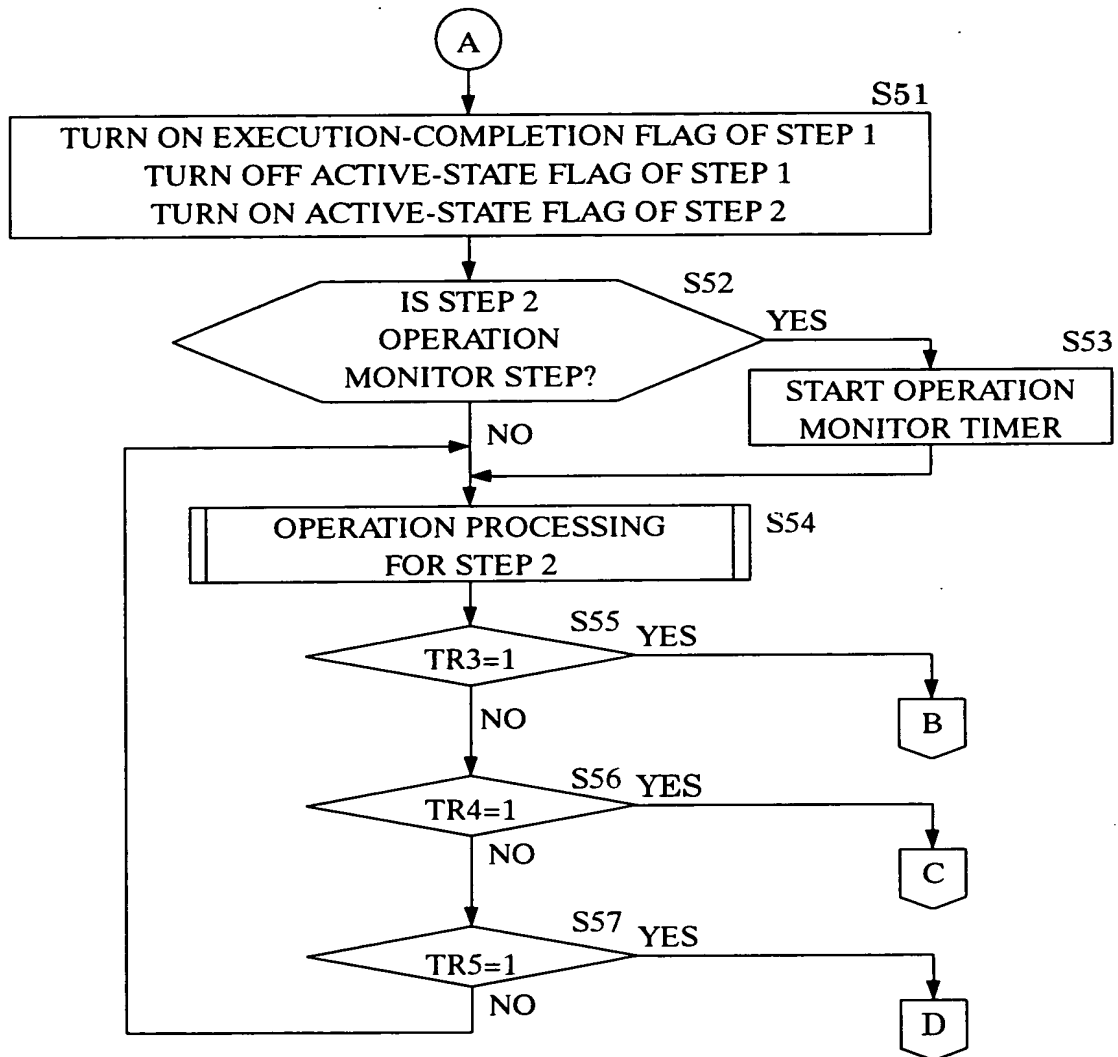 A
S51
TURN ON EXECUTION-COMPLETION FLAG OF STEP 1
TURN OFF ACTIVE-STATE FLAG OF STEP 1
TURN ON ACTIVE-STATE FLAG OF STEP 2
S52
IS STEP 2
OPERATION
MONITOR STEP?
YES
S53
START OPERATION
MONITOR TIMER
NO
OPERATION PROCESSING
FOR STEP 2
S54
S55
YES
TR3=1
B
NO
S56
YES
TR4=1
C
NO
S57
YES
TR5=1
D
NO